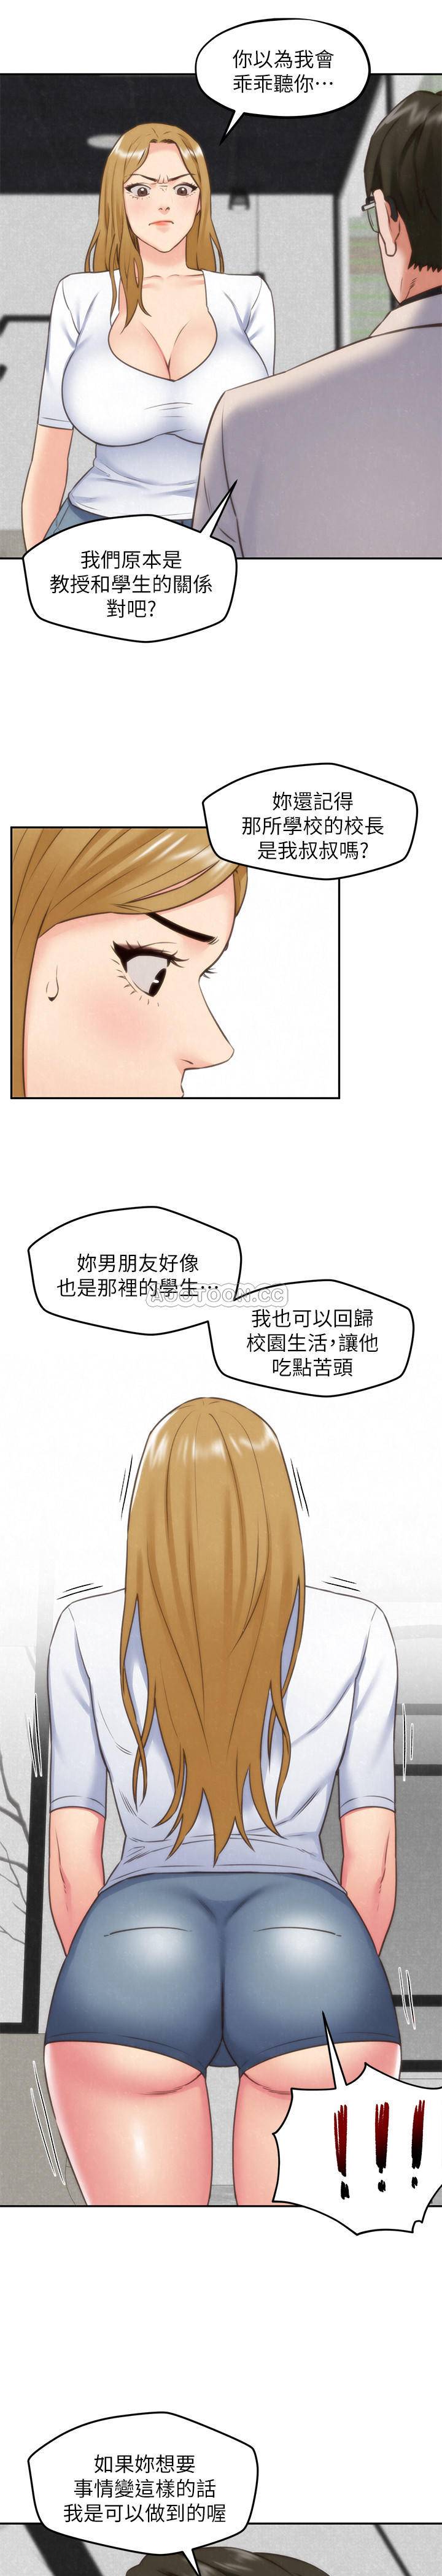 你以為我會
乖乖聽你…
我們原本是
教授和學生的關係
對吧?
妳還記得
那所學校的校長
是我叔叔嗎?
妳男朋友好像
也是那裡的學生…
ACGTOON.CC
我也可以回歸
校園生活,讓他
吃點苦頭
!!!
如果妳想要
事情變這樣的話
我是可以做到的喔